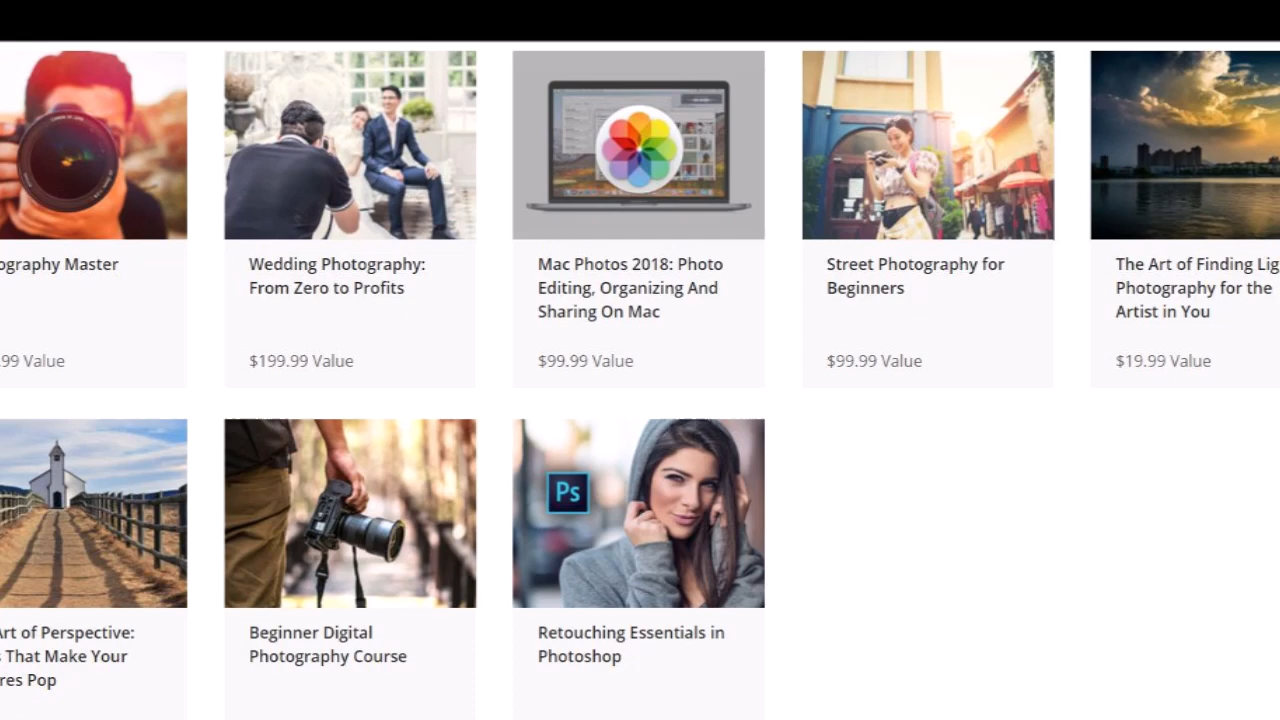 ography Master
.99 Value
Wedding Photography:
From Zero to Profits
$199.99 Value
Mac Photos 2018: Photo
Editing, Organizing And
Sharing On Mac
$99.99 Value
Street Photography for
Beginners
$99.99 Value
The Art of Finding Lig
Photography for the
Artist in You
$19.99 Value
Art of Perspective:
s That Make Your
res Pop
Beginner Digital
Photography Course
Ps
Retouching Essentials in
Photoshop